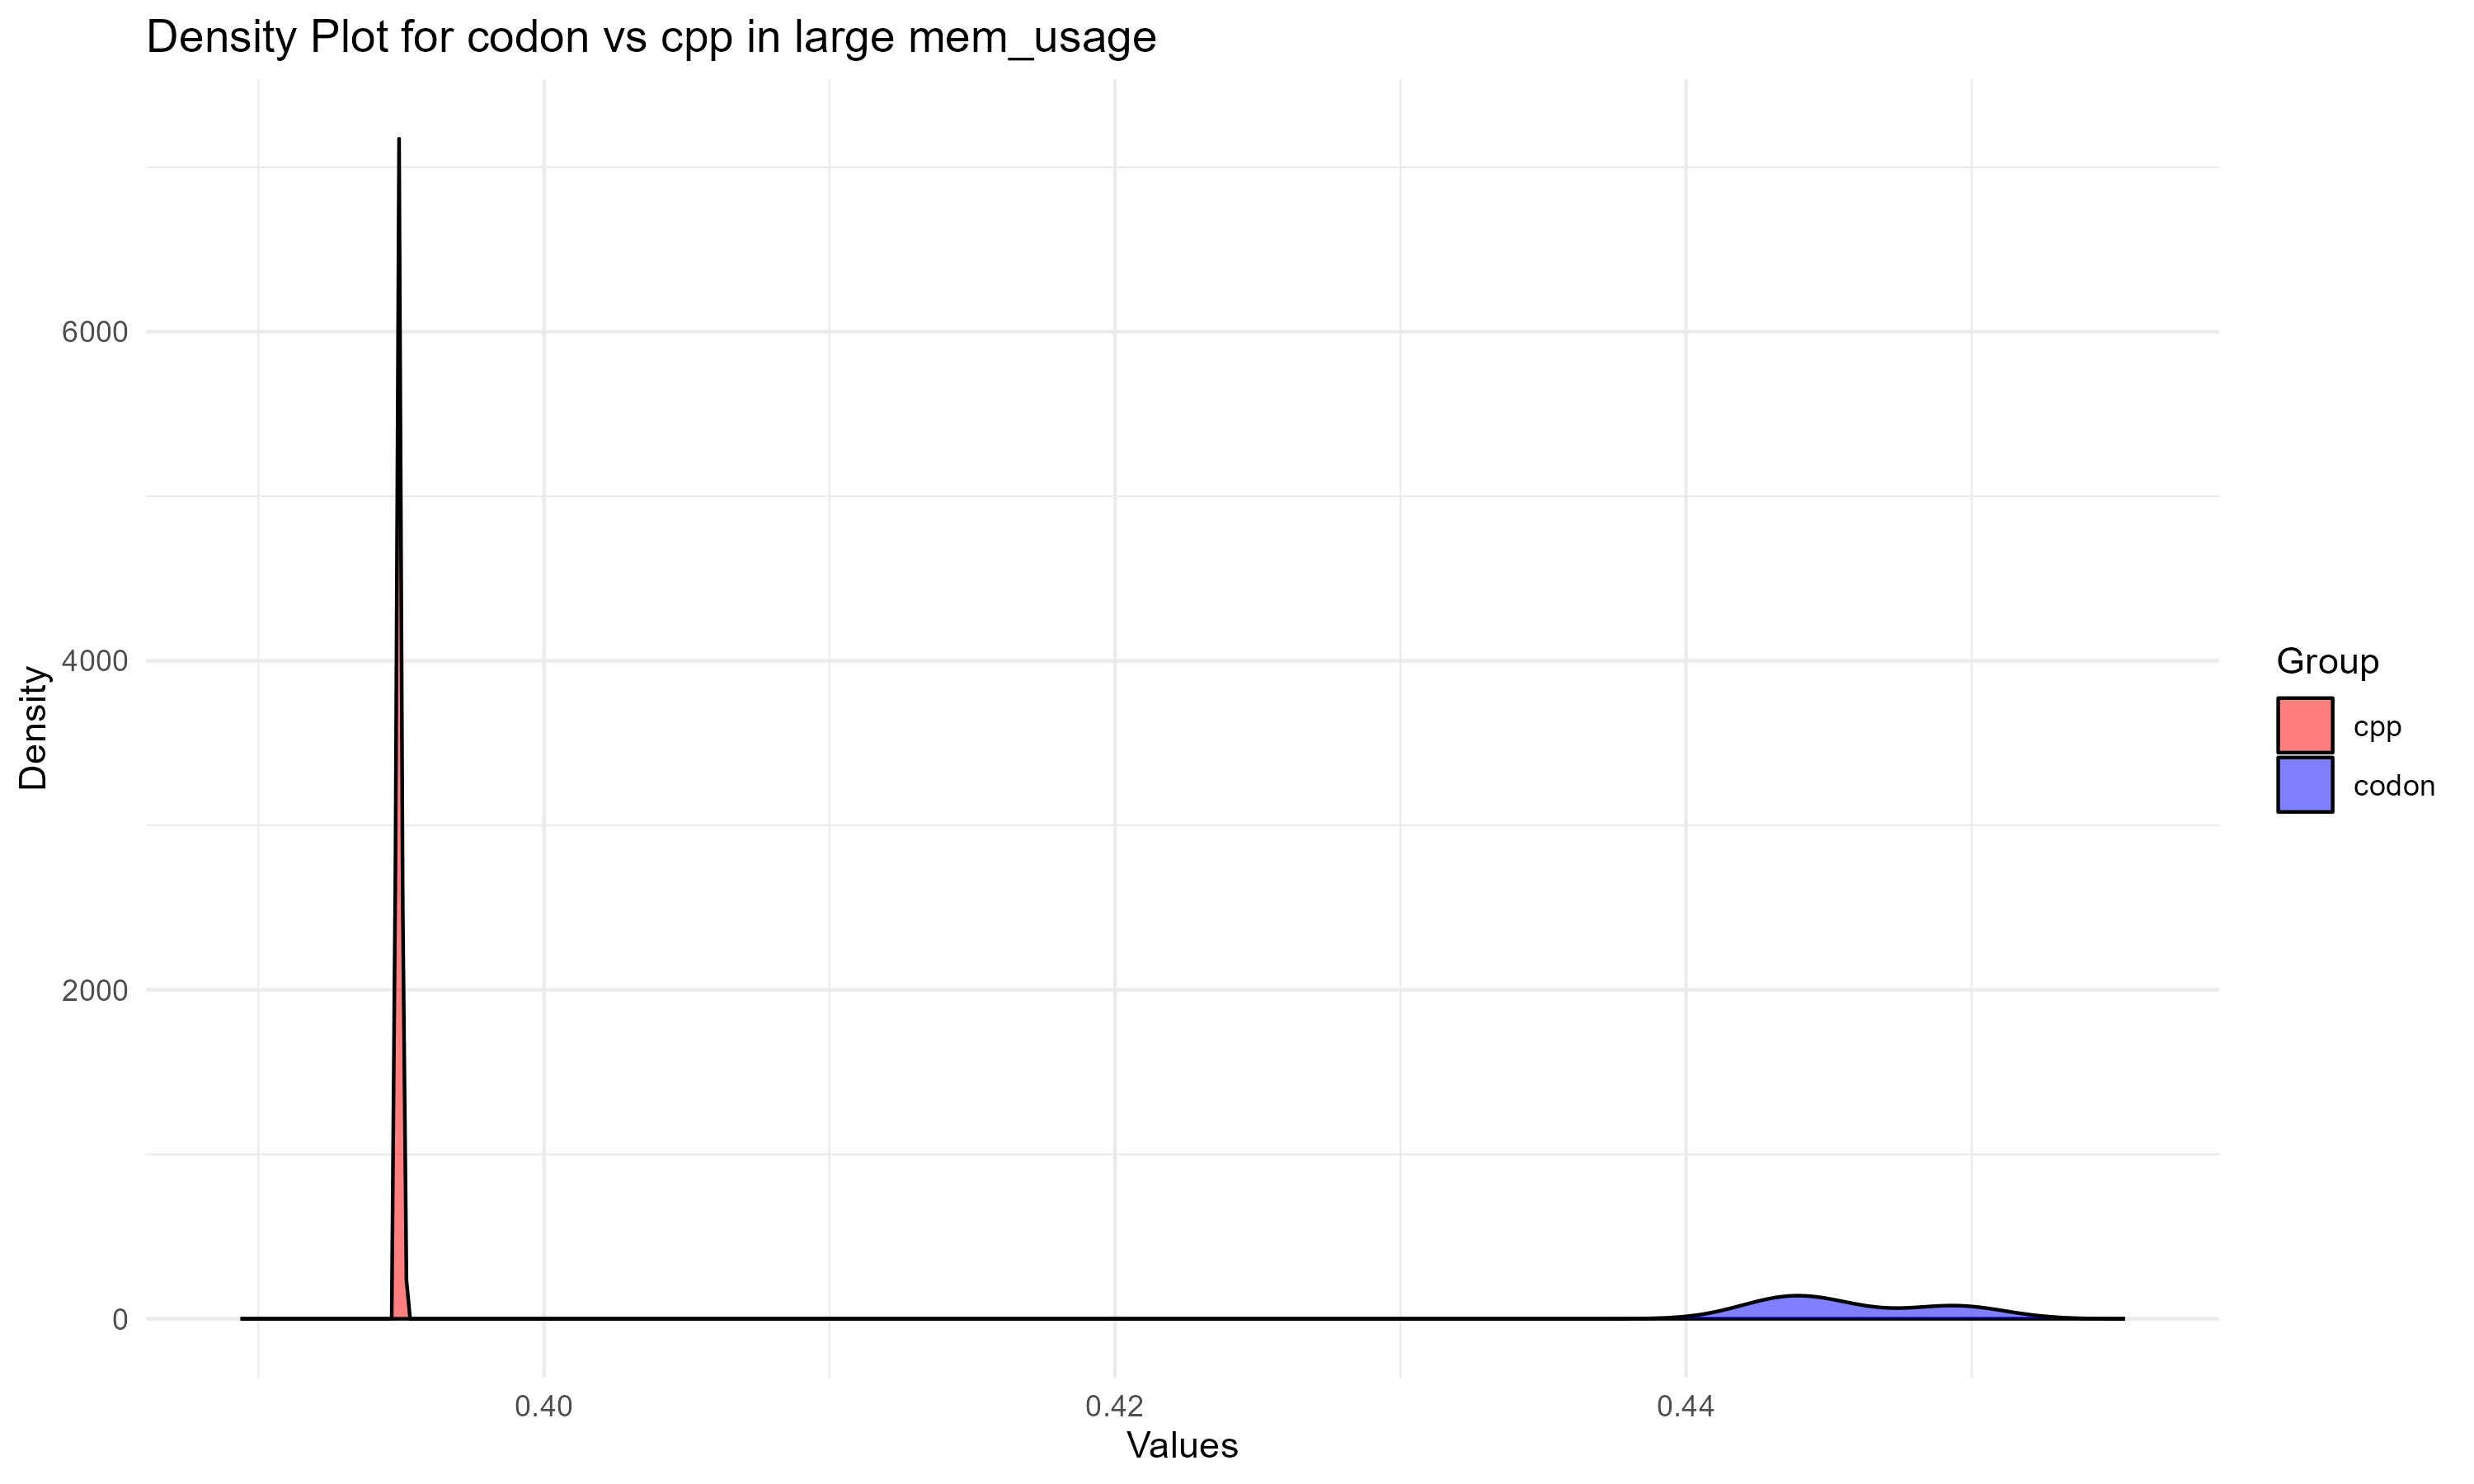 Density Plot for codon vs cpp in large mem_usage
Density
6000
4000
2000
0
0.40 0.42 0.44
Values
Group
cpp
codon